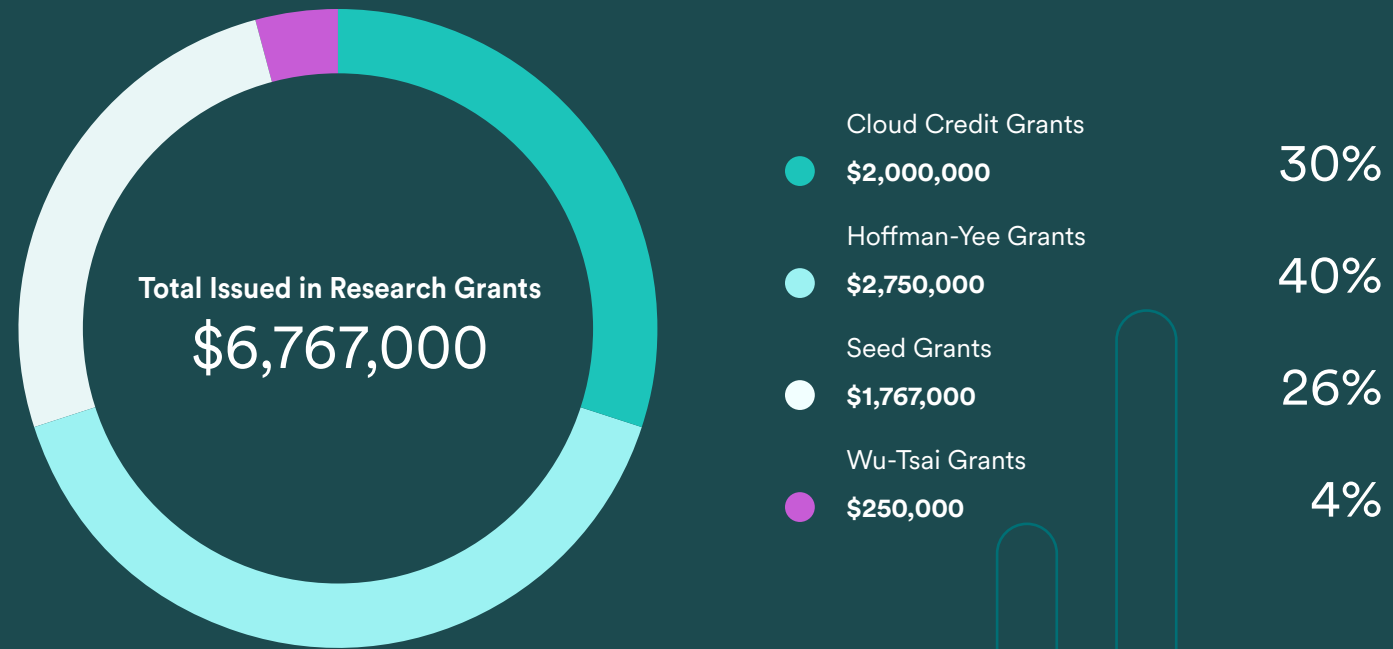 Total Issued in Research Grants
$6,767,000
Cloud Credit Grants
$2,000,000
30%
Hoffman-Yee Grants
$2,750,000
40%
Seed Grants
$1,767,000
26%
Wu-Tsai Grants
$250,000
4%